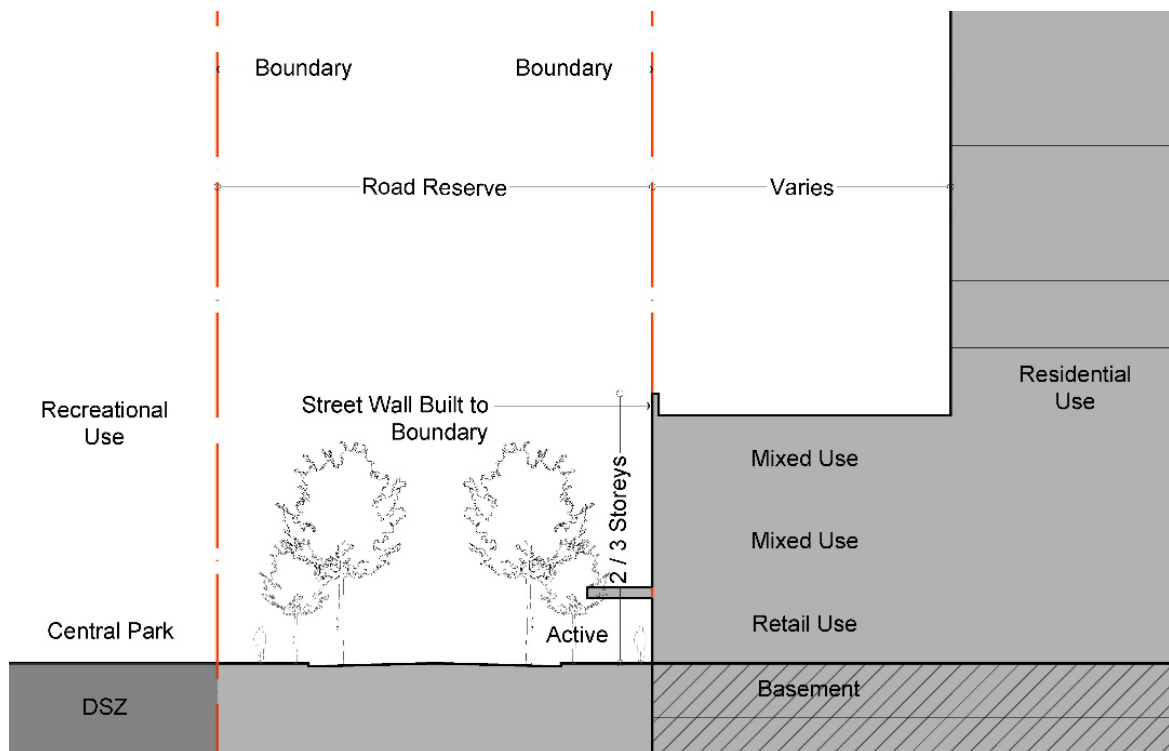 Boundary
Boundary
Road Reserve
Varies
Recreational
Use
Street Wall Built to
Boundary
Residential
Use
2 / 3 Storeys
Mixed Use
Mixed Use
Central Park
Active
Retail Use
DSZ
Basement